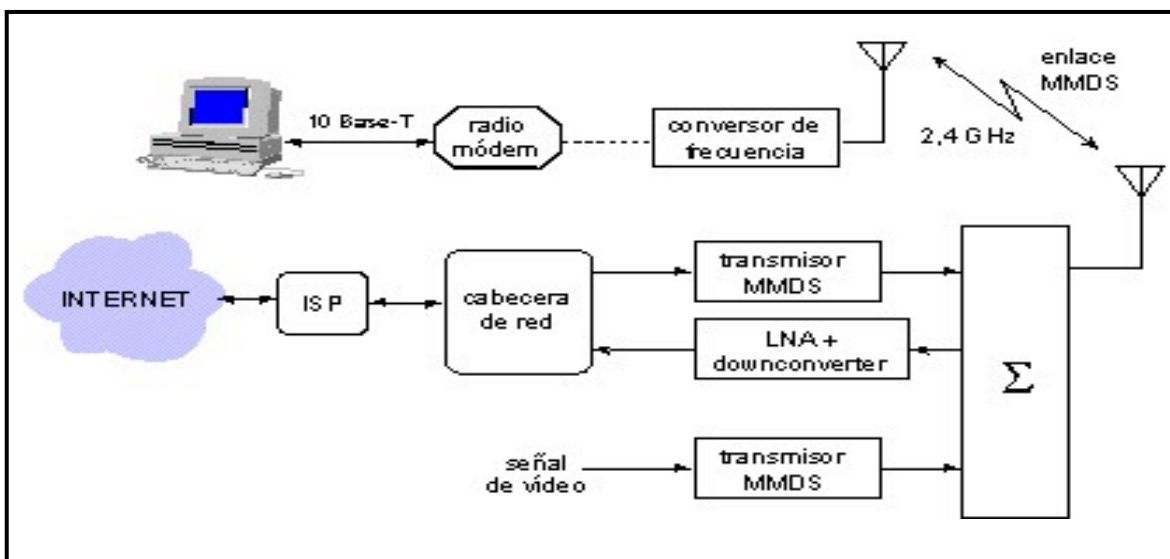 enlace
MMDS
10 Base-T
radio
módem
conversor de
frecuencia
2,4 GHz
INTERNET
ISP
cabecera
de red
transmisor
MMDS
LNA +
downconverter
Σ
señal
de vídeo
transmisor
MMDS